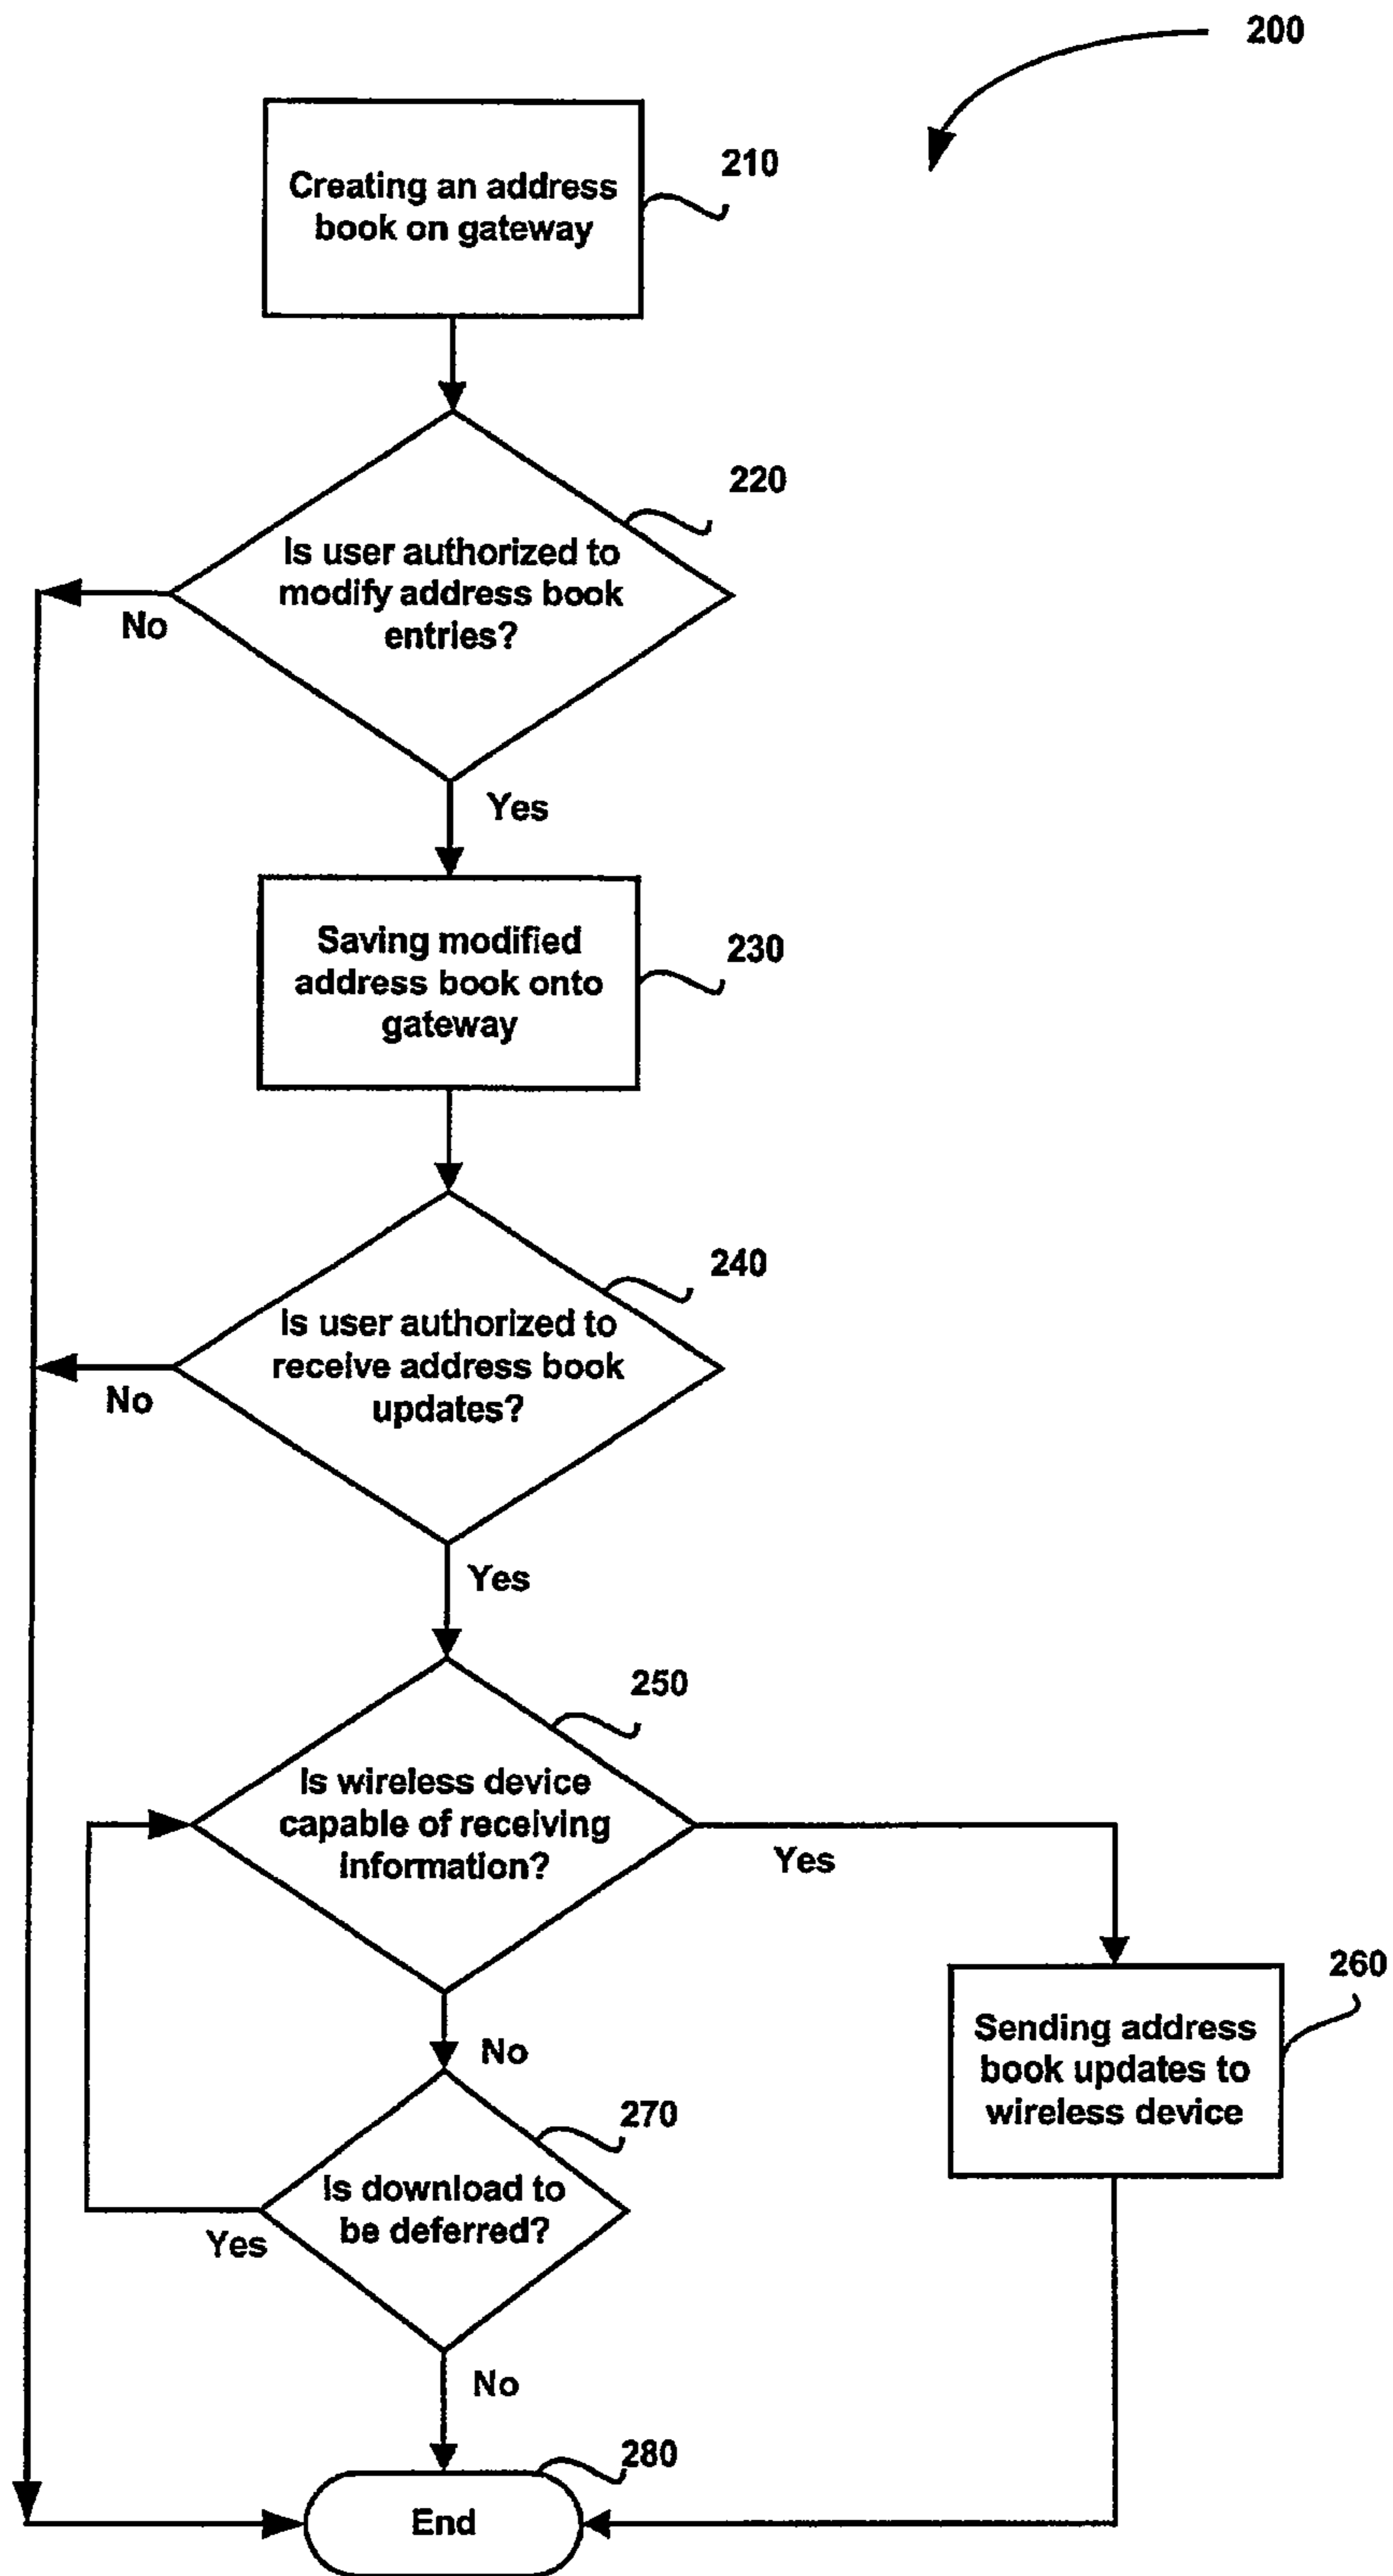 200
210
Creating an address
book on gateway
220
Is user authorized to
modify address book
entries?
No
Yes
230
Saving modified
address book onto
gateway
240
Is user authorized to
receive address book
updates?
No
Yes
250
Is wireless device
capable of receiving
information?
Yes
No
260
Sending address
book updates to
wireless device
270
Is download to
be deferred?
Yes
No
280
End